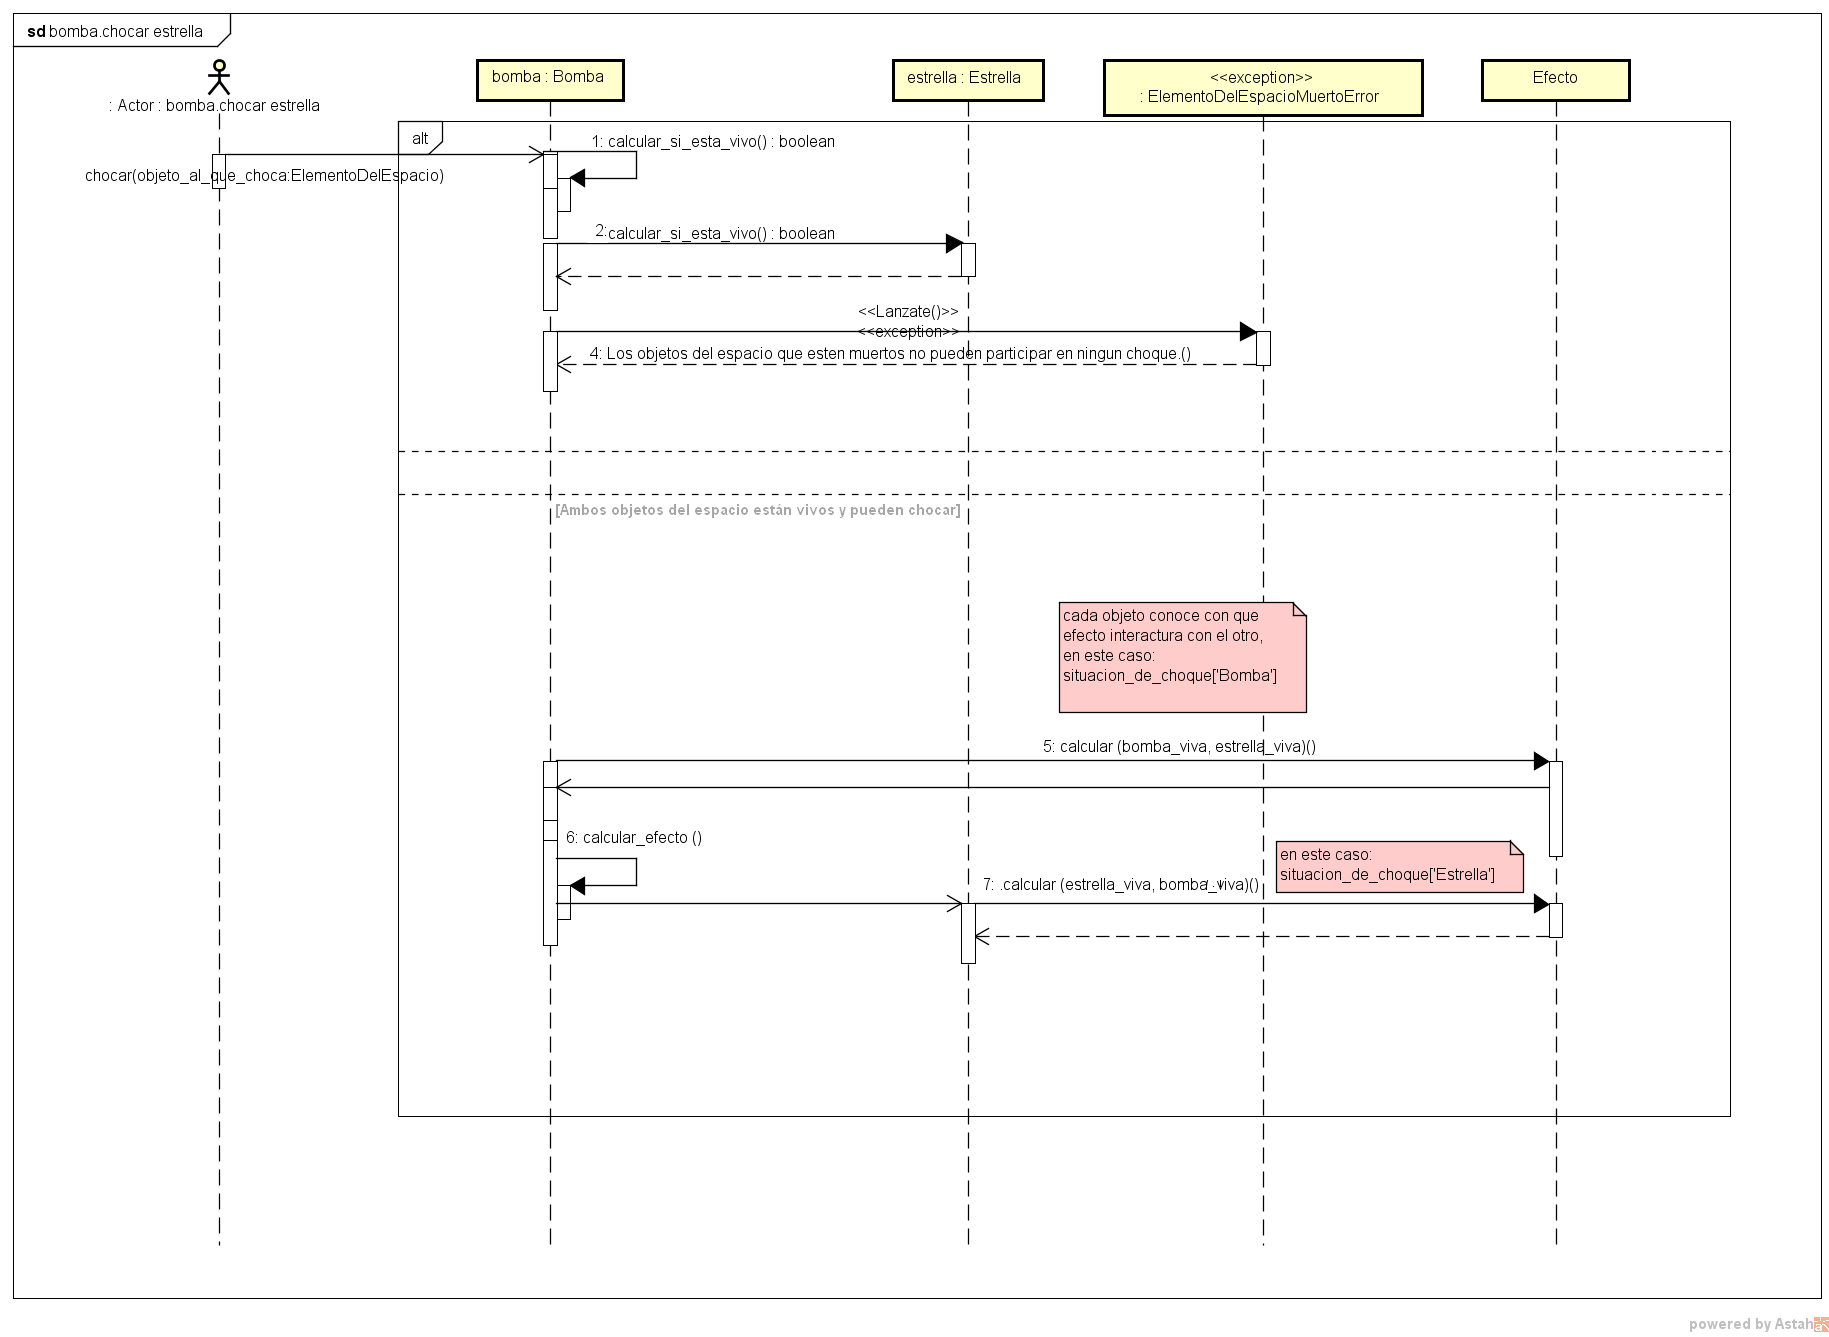 sd bomba.chocar estrella
bomba : Bomba
estrella : Estrella
<<exception>>
: ElementoDelEspacioMuertoError
Efecto
: Actor : bomba.chocar estrella
alt
1: calcular_si_esta_vivo() : boolean
chocar(objeto_al_que_choca:ElementoDelEspacio)
2:calcular_si_esta_vivo() : boolean
<<Lanzate()>>
<<exception>>
4: Los objetos del espacio que esten muertos no pueden participar en ningun choque.()
[Ambos objetos del espacio están vivos y pueden chocar]
cada objeto conoce con que
efecto interactura con el otro,
en este caso:
situacion_de_choque['Bomba']
5: calcular (bomba_viva, estrella_viva)()
6: calcular_efecto ()
en este caso:
situacion_de_choque['Estrella']
7: .calcular (estrella_viva, bomba_viva)()
powered by Astah